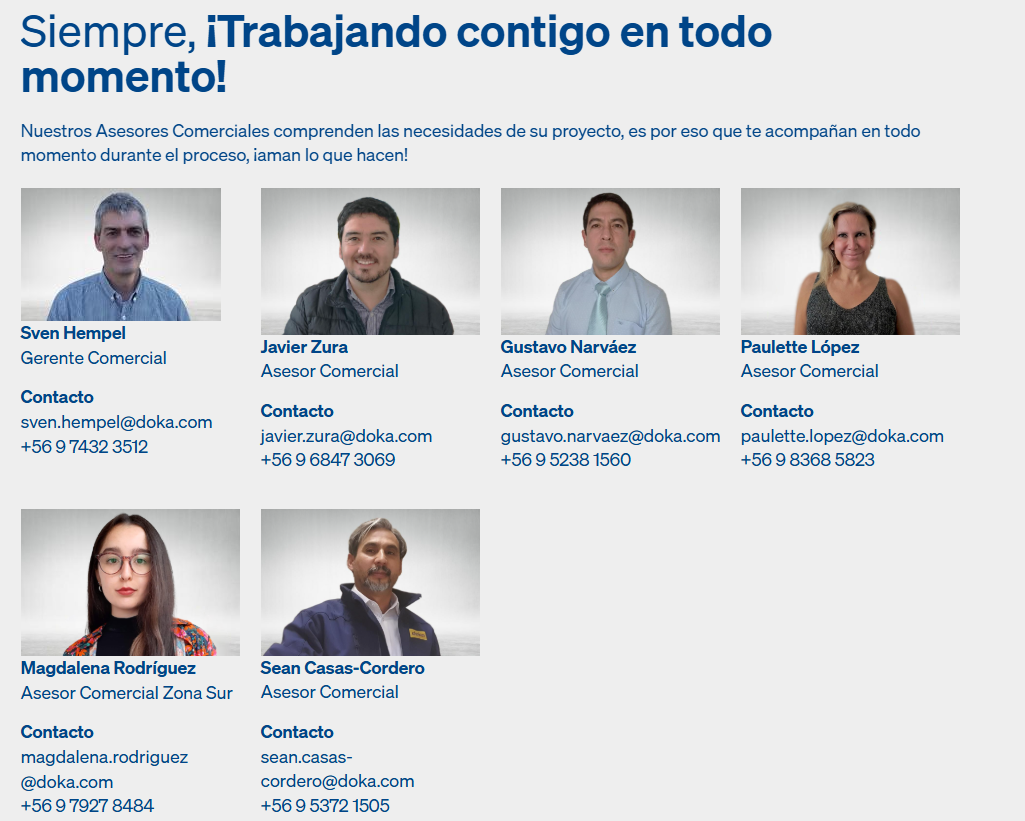 Siempre, ¡Trabajando contigo en todo
momento!
Nuestros Asesores Comerciales comprenden las necesidades de su proyecto, es por eso que te acompañan en todo
momento durante el proceso, ¡aman lo que hacen!
Sven Hempel
Gerente Comercial
Contacto
sven.hempel@doka.com
+56 9 7432 3512
Javier Zura
Asesor Comercial
Contacto
javier.zura@doka.com
+56 9 6847 3069
Gustavo Narváez
Asesor Comercial
Contacto
gustavo.narvaez@doka.com
+56 9 5238 1560
Paulette López
Asesor Comercial
Contacto
paulette.lopez@doka.com
+56 9 8368 5823
Magdalena Rodríguez
Asesor Comercial Zona Sur
Contacto
magdalena.rodriguez
@doka.com
+56 9 7927 8484
Sean Casas-Cordero
Asesor Comercial
Contacto
sean.casas-
cordero@doka.com
+56 9 5372 1505